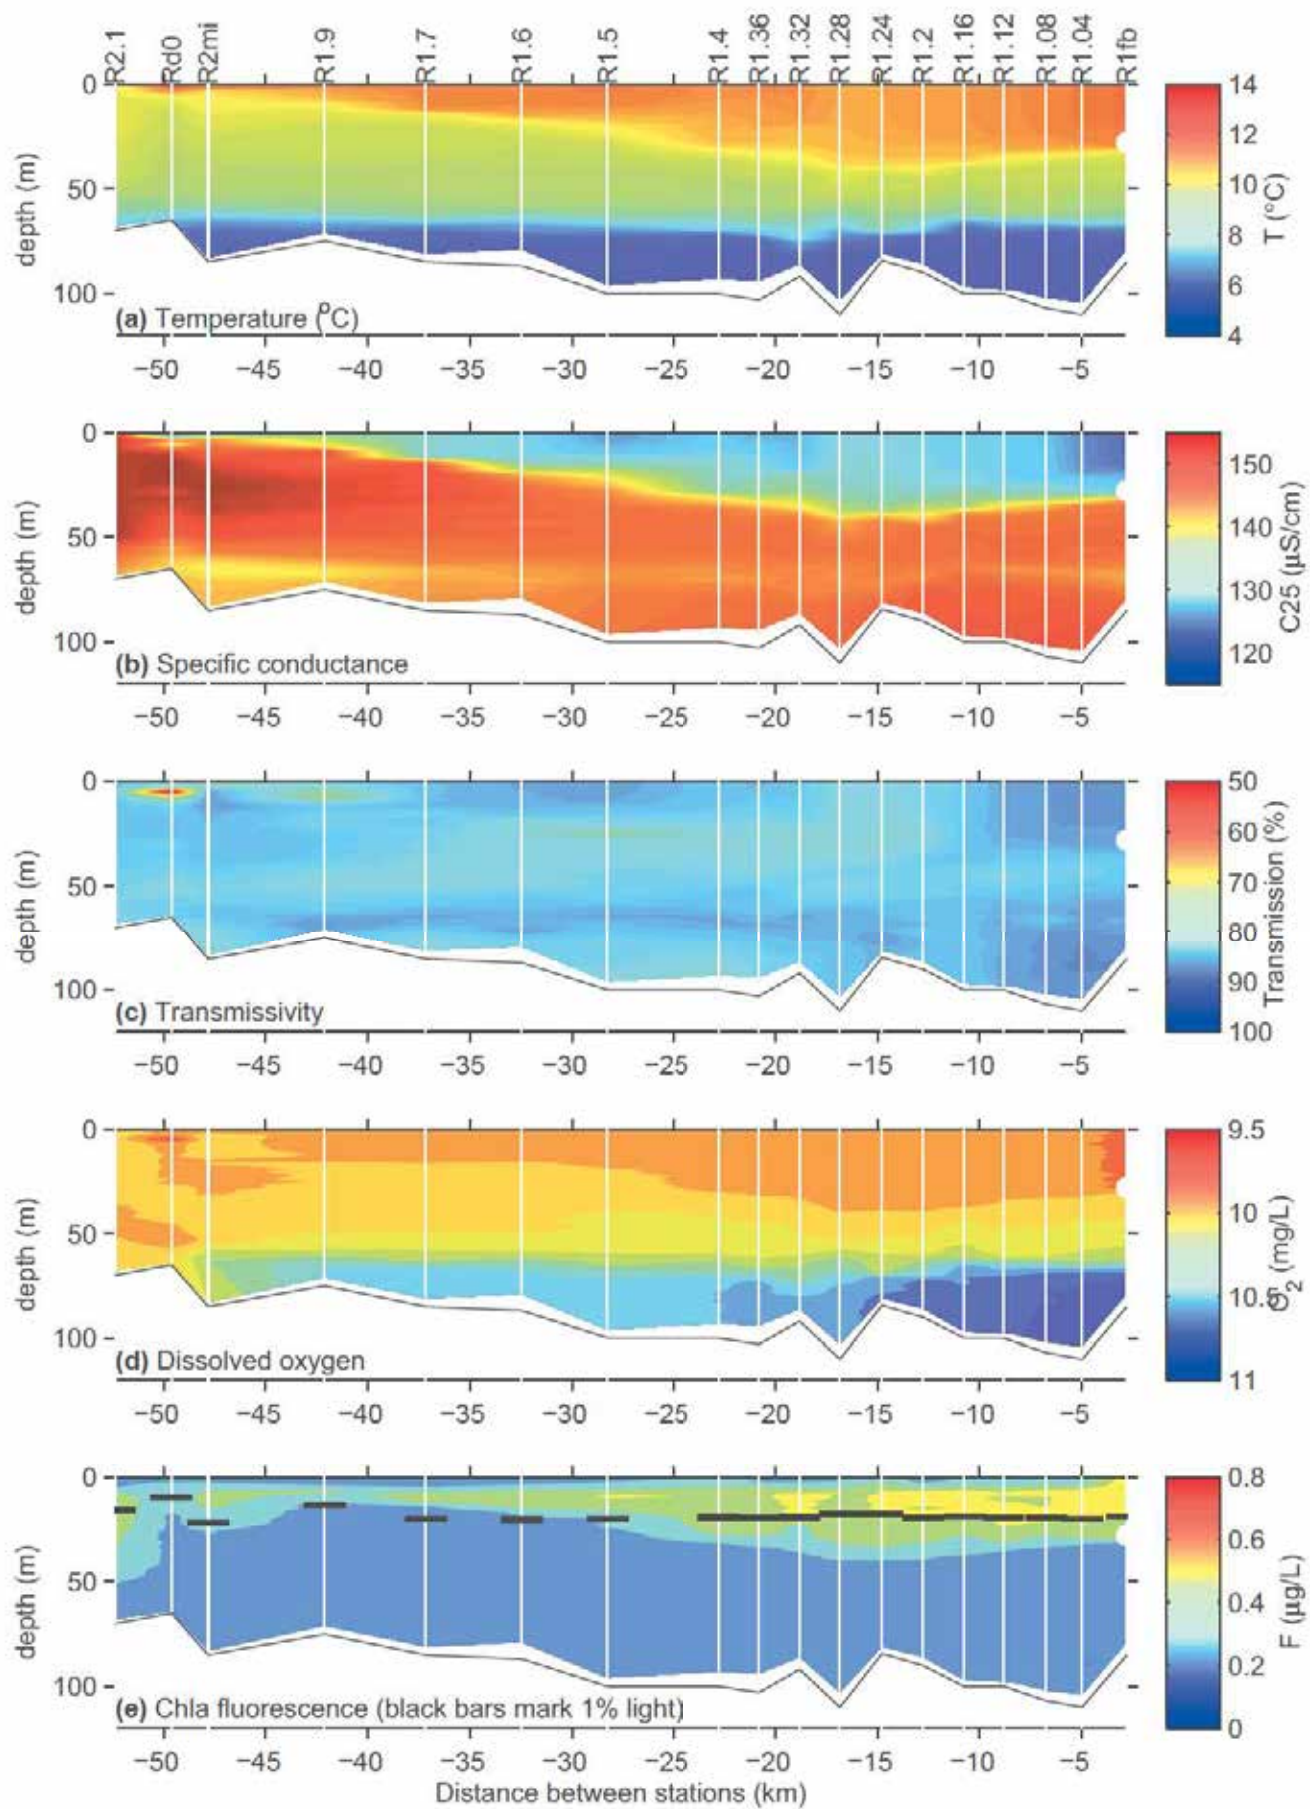 R2.1 Rd0 R2mi R1.9 R1.7 R1.6 R1.5 R1.4 R1.36 R1.32 R1.28 R1.24 R1.2 R1.16 R1.12 R1.08 R1.04 R1fb
0
50
100
depth (m)
(a) Temperature (⁰C)
−50 −45 −40 −35 −30 −25 −20 −15 −10 −5
14
12
10
8
6
4
T (°C)
0
50
100
depth (m)
(b) Specific conductance
−50 −45 −40 −35 −30 −25 −20 −15 −10 −5
150
140
130
120
C25 (µS/cm)
0
50
100
depth (m)
(c) Transmissivity
−50 −45 −40 −35 −30 −25 −20 −15 −10 −5
50
60
70
80
90
100
Transmission (%)
0
50
100
depth (m)
(d) Dissolved oxygen
−50 −45 −40 −35 −30 −25 −20 −15 −10 −5
9.5
10
10.5
11
O₂ (mg/L)
0
50
100
depth (m)
(e) Chla fluorescence (black bars mark 1% light)
−50 −45 −40 −35 −30 −25 −20 −15 −10 −5
Distance between stations (km)
0.8
0.6
0.4
0.2
0
F (µg/L)